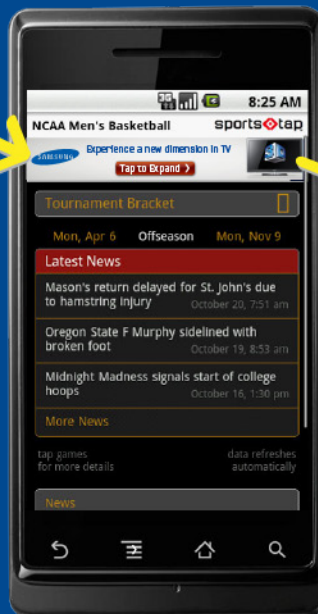 3G
8:25 AM
NCAA Men's Basketball
sports tap
SAMSUNG
Experience a new dimension in TV
Tap to Expand
3D
Tournament Bracket
Mon, Apr 6
Offseason
Mon, Nov 9
Latest News
Mason's return delayed for St. John's due
to hamstring injury
October 20, 7:51 am
Oregon State F Murphy sidelined with
broken foot
October 19, 8:53 am
Midnight Madness signals start of college
hoops
October 16, 1:30 pm
More News
tap games
for more details
data refreshes
automatically
News